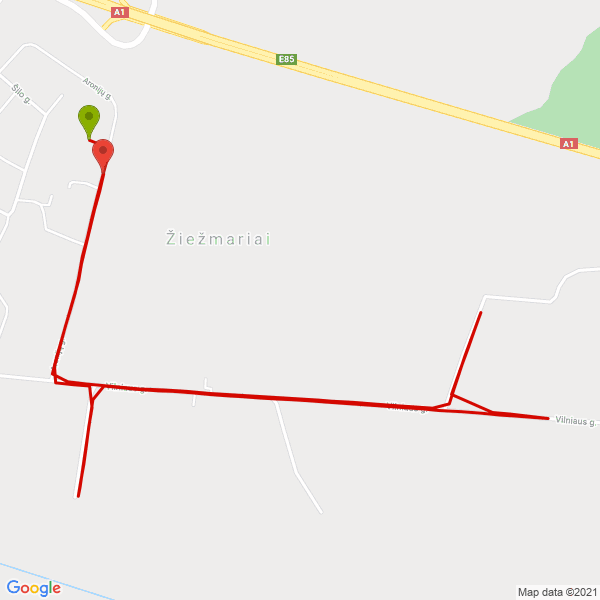 A1
E85
Aronijų g.
Šilo g.
A1
Žiežmariai
Vilniaus g.
Vilniaus g.
Vilniaus g.
Google
Map data ©2021